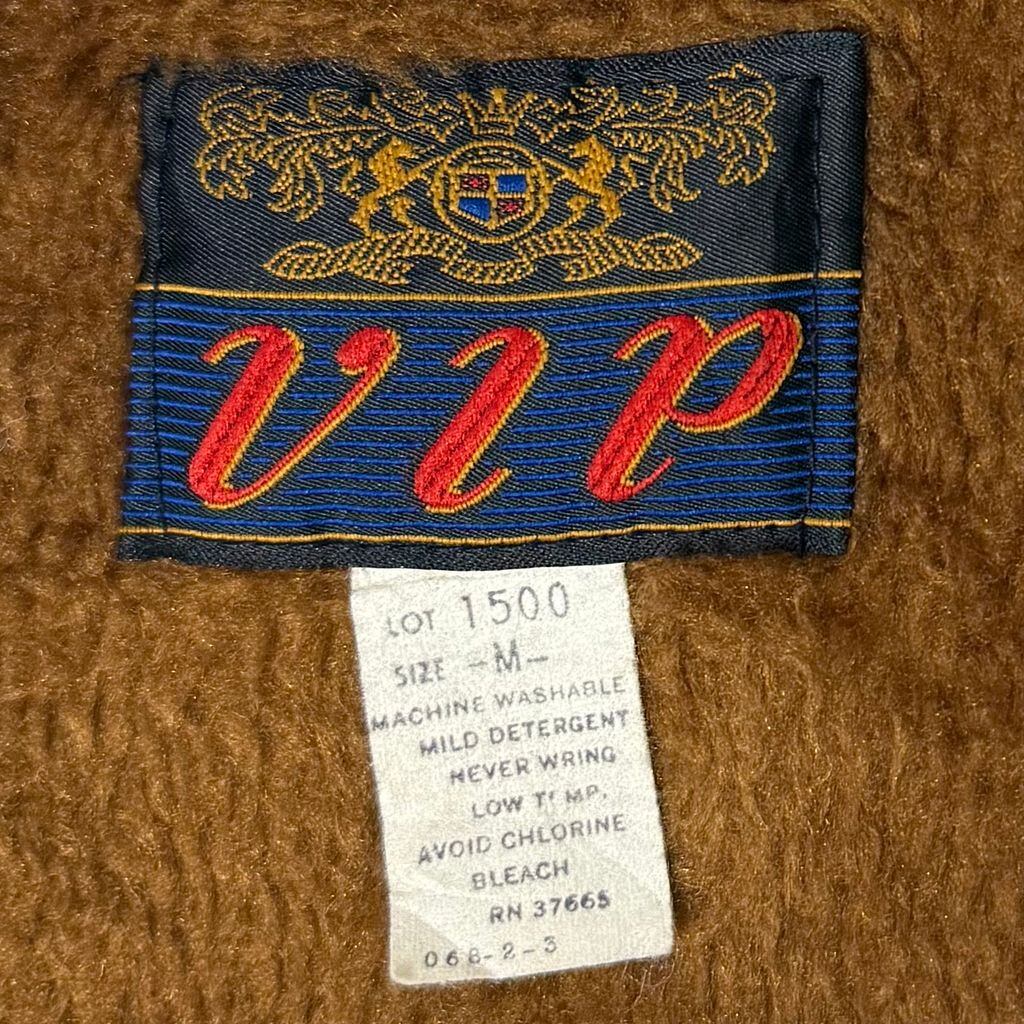 VIP
LOT 1500
SIZE -M-
MACHINE WASHABLE
MILD DETERGENT
NEVER WRING
LOW TEMP.
AVOID CHLORINE
BLEACH
RN 37665
068-2-3